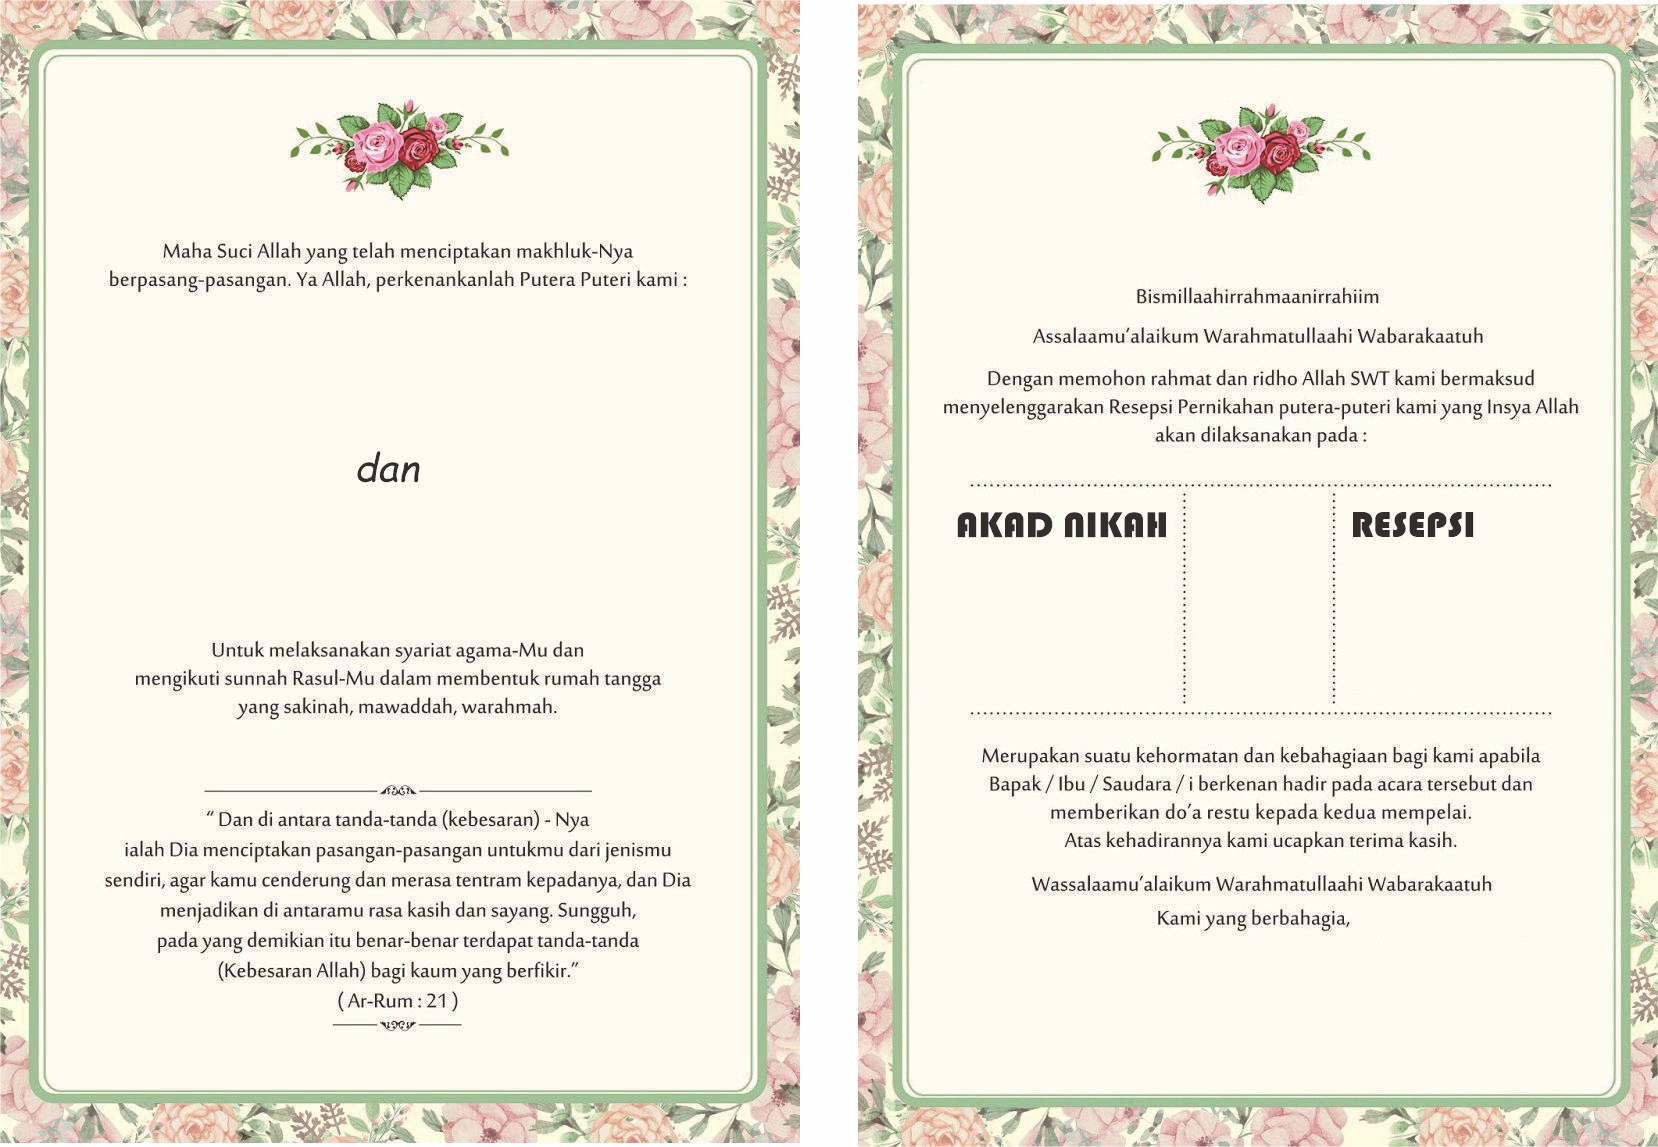 Maha Suci Allah yang telah menciptakan makhluk-Nya
berpasang-pasangan. Ya Allah, perkenankanlah Putera Puteri kami :
dan
Untuk melaksanakan syariat agama-Mu dan
mengikuti sunnah Rasul-Mu dalam membentuk rumah tangga
yang sakinah, mawaddah, warahmah.
“ Dan di antara tanda-tanda (kebesaran) - Nya
ialah Dia menciptakan pasangan-pasangan untukmu dari jenismu
sendiri, agar kamu cenderung dan merasa tentram kepadanya, dan Dia
menjadikan di antaramu rasa kasih dan sayang. Sungguh,
pada yang demikian itu benar-benar terdapat tanda-tanda
(Kebesaran Allah) bagi kaum yang berfikir.”
( Ar-Rum : 21 )
Bismillaahirrahmaanirrahiim
Assalaamu’alaikum Warahmatullaahi Wabarakaatuh
Dengan memohon rahmat dan ridho Allah SWT kami bermaksud
menyelenggarakan Resepsi Pernikahan putera-puteri kami yang Insya Allah
akan dilaksanakan pada :
AKAD NIKAH
RESEPSI
Merupakan suatu kehormatan dan kebahagiaan bagi kami apabila
Bapak / Ibu / Saudara / i berkenan hadir pada acara tersebut dan
memberikan do’a restu kepada kedua mempelai.
Atas kehadirannya kami ucapkan terima kasih.
Wassalaamu’alaikum Warahmatullaahi Wabarakaatuh
Kami yang berbahagia,